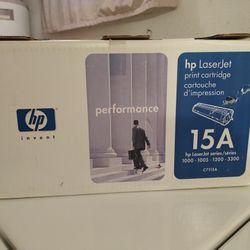 hp LaserJet
print cartridge
cartouche
d'impression
performance
hp
invent
15A
hp LaserJet series/séries
1000 · 1005 · 1200 · 3300
C7115A